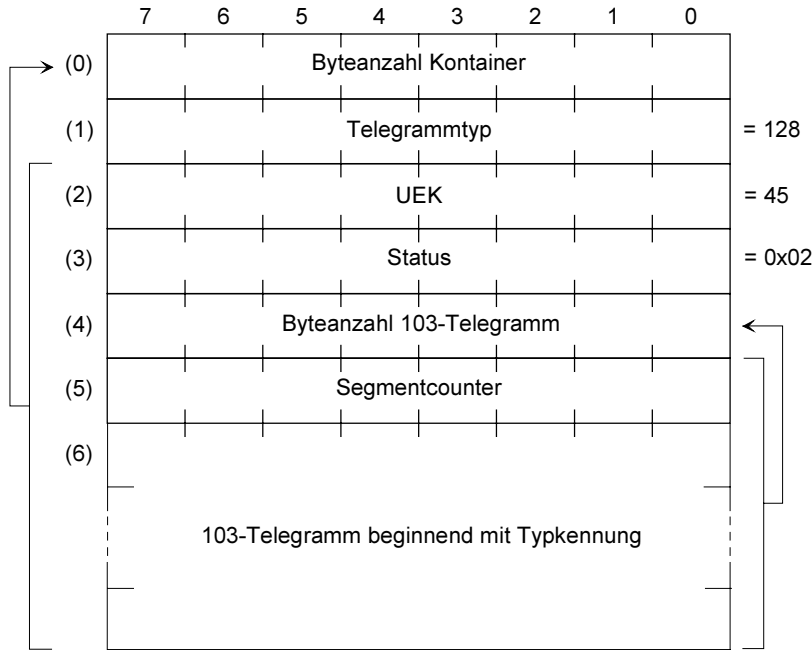 7 6 5 4 3 2 1 0
(0) Byteanzahl Kontainer
(1) Telegrammtyp = 128
(2) UEK = 45
(3) Status = 0x02
(4) Byteanzahl 103-Telegramm
(5) Segmentcounter
(6)
103-Telegramm beginnend mit Typkennung